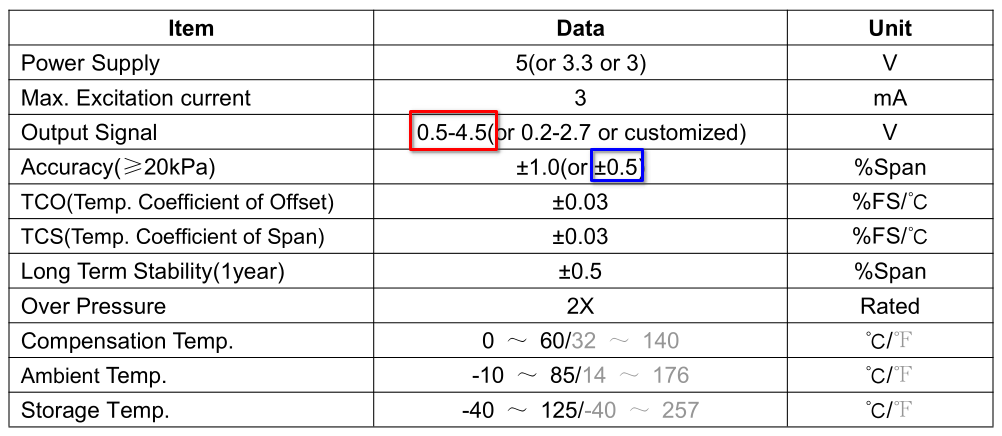 Item Data Unit
Power Supply 5(or 3.3 or 3) V
Max. Excitation current 3 mA
Output Signal 0.5-4.5(or 0.2-2.7 or customized) V
Accuracy(≥20kPa) ±1.0(or ±0.5) %Span
TCO(Temp. Coefficient of Offset) ±0.03 %FS/℃
TCS(Temp. Coefficient of Span) ±0.03 %FS/℃
Long Term Stability(1year) ±0.5 %Span
Over Pressure 2X Rated
Compensation Temp. 0 ～ 60/32 ～ 140 ℃/℉
Ambient Temp. -10 ～ 85/14 ～ 176 ℃/℉
Storage Temp. -40 ～ 125/-40 ～ 257 ℃/℉